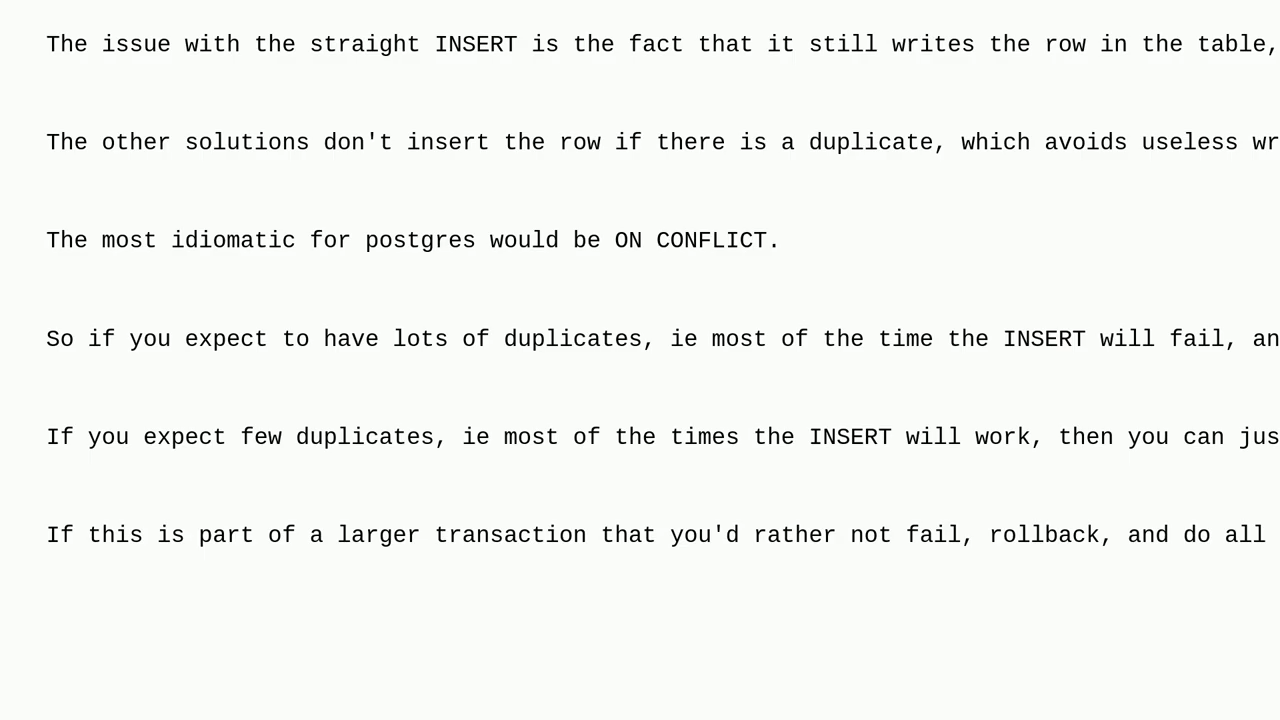 The issue with the straight INSERT is the fact that it still writes the row in the table,
The other solutions don't insert the row if there is a duplicate, which avoids useless
The most idiomatic for postgres would be ON CONFLICT.
So if you expect to have lots of duplicates, ie most of the time the INSERT will fail,
If you expect few duplicates, ie most of the times the INSERT will work, then you can
If this is part of a larger transaction that you'd rather not fail, rollback, and do all